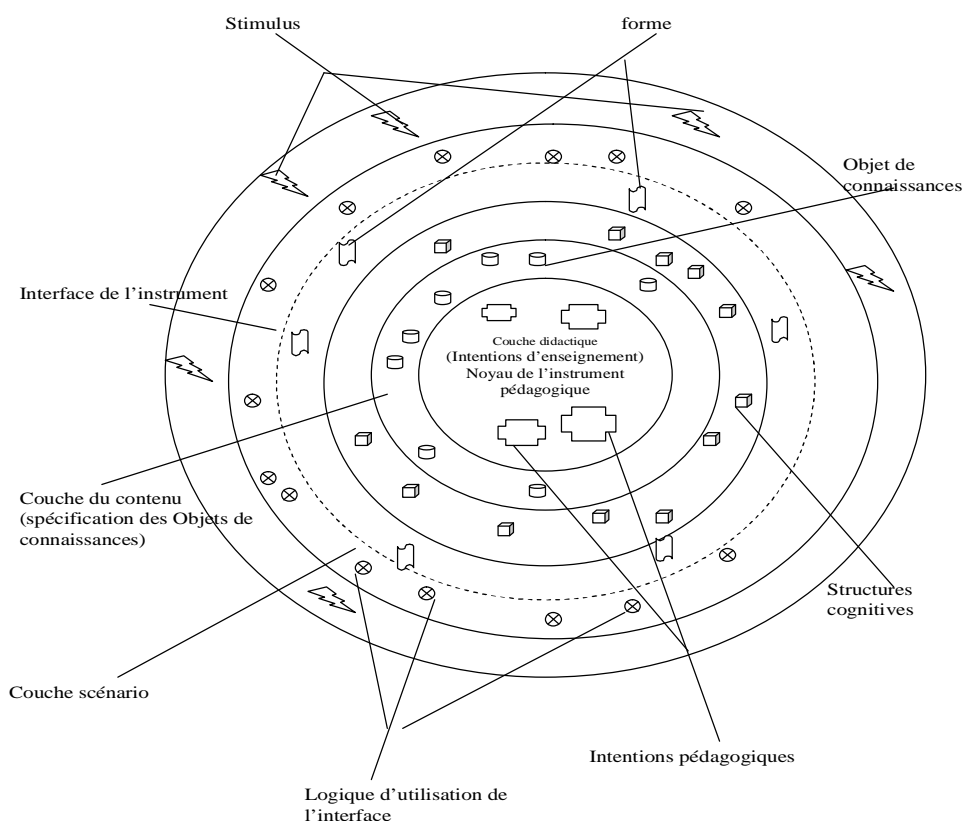 Stimulus
forme
Objet de
connaissances
Interface de l’instrument
Couche didactique
(Intentions d’enseignement)
Noyau de l’instrument
pédagogique
Couche du contenu
(spécification des Objets de
connaissances)
Structures
cognitives
Couche scénario
Intentions pédagogiques
Logique d’utilisation de
l’interface